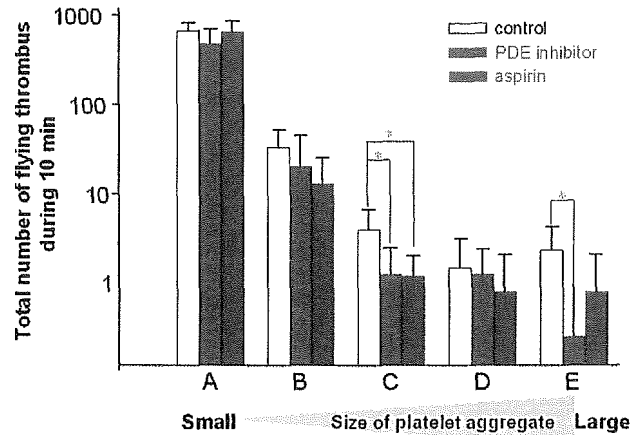 Total number of flying thrombus
during 10 min
1000
100
10
1
control
PDE inhibitor
aspirin
*
*
*
A B C D E
Small Size of platelet aggregate Large